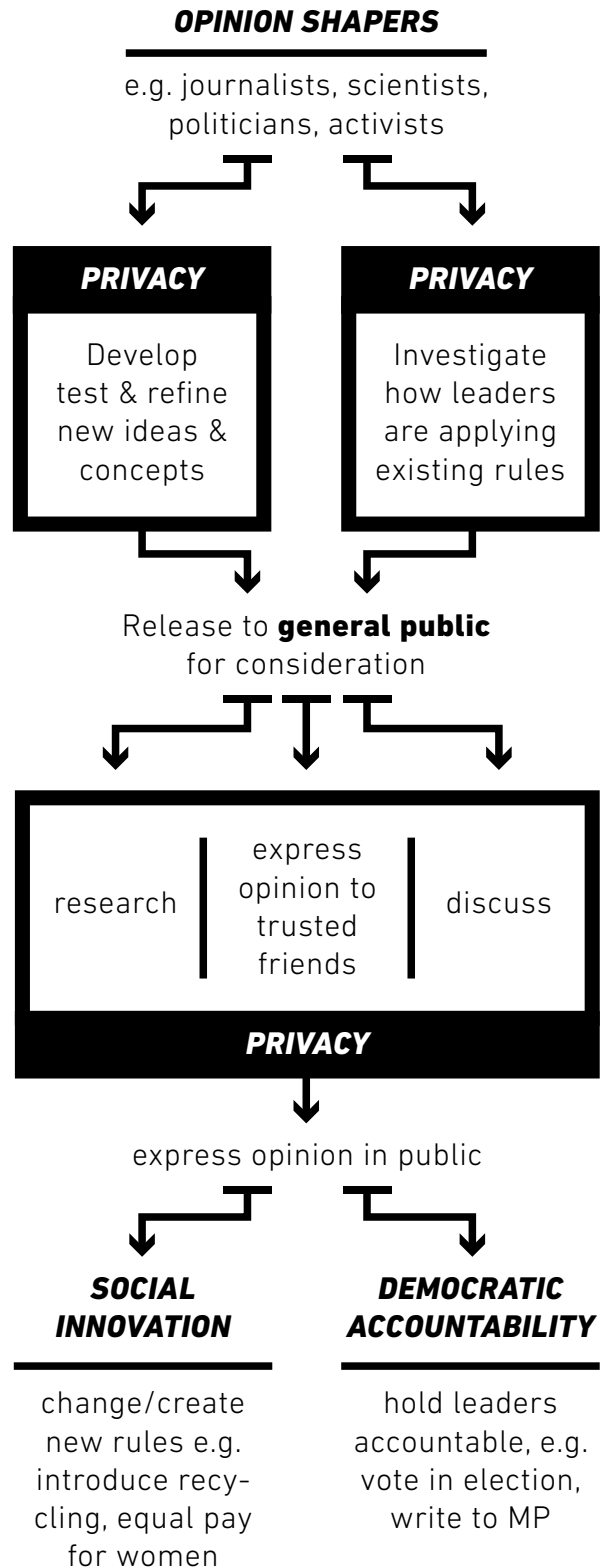 OPINION SHAPERS
e.g. journalists, scientists,
politicians, activists
PRIVACY
Develop
test & refine
new ideas &
concepts
PRIVACY
Investigate
how leaders
are applying
existing rules
Release to general public
for consideration
research
express
opinion to
trusted
friends
discuss
PRIVACY
express opinion in public
SOCIAL
INNOVATION
change/create
new rules e.g.
introduce recy-
cling, equal pay
for women
DEMOCRATIC
ACCOUNTABILITY
hold leaders
accountable, e.g.
vote in election,
write to MP